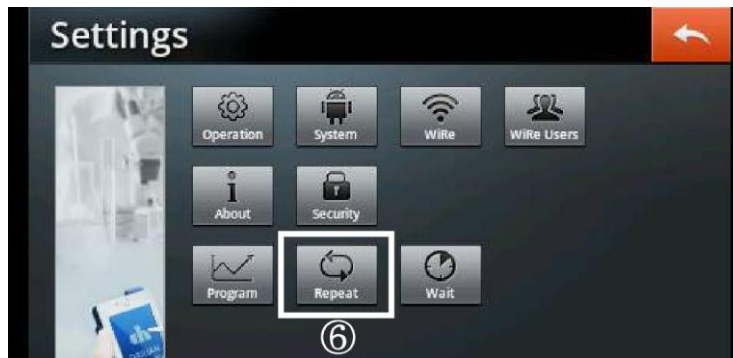 Settings
Operation System WiRe WiRe Users
About Security
Program Repeat Wait
⑥